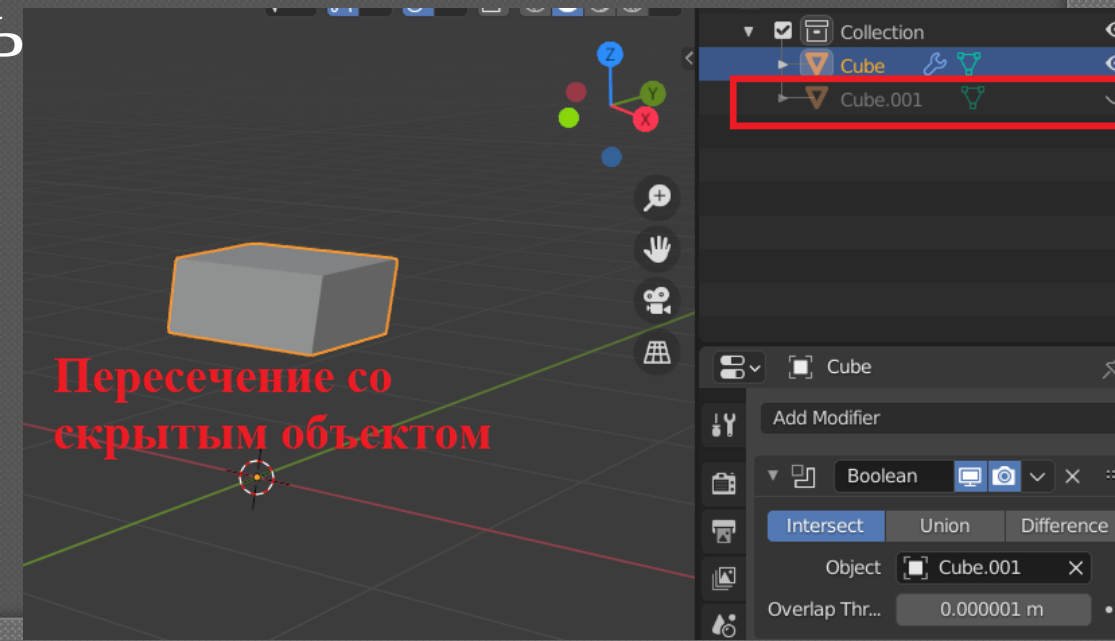 Ь
Collection
Cube
Cube.001
Z
Y
X
Пересечение со
скрытым объектом
Cube
Add Modifier
Boolean
Intersect Union Difference
Object Cube.001
Overlap Thr... 0.000001 m